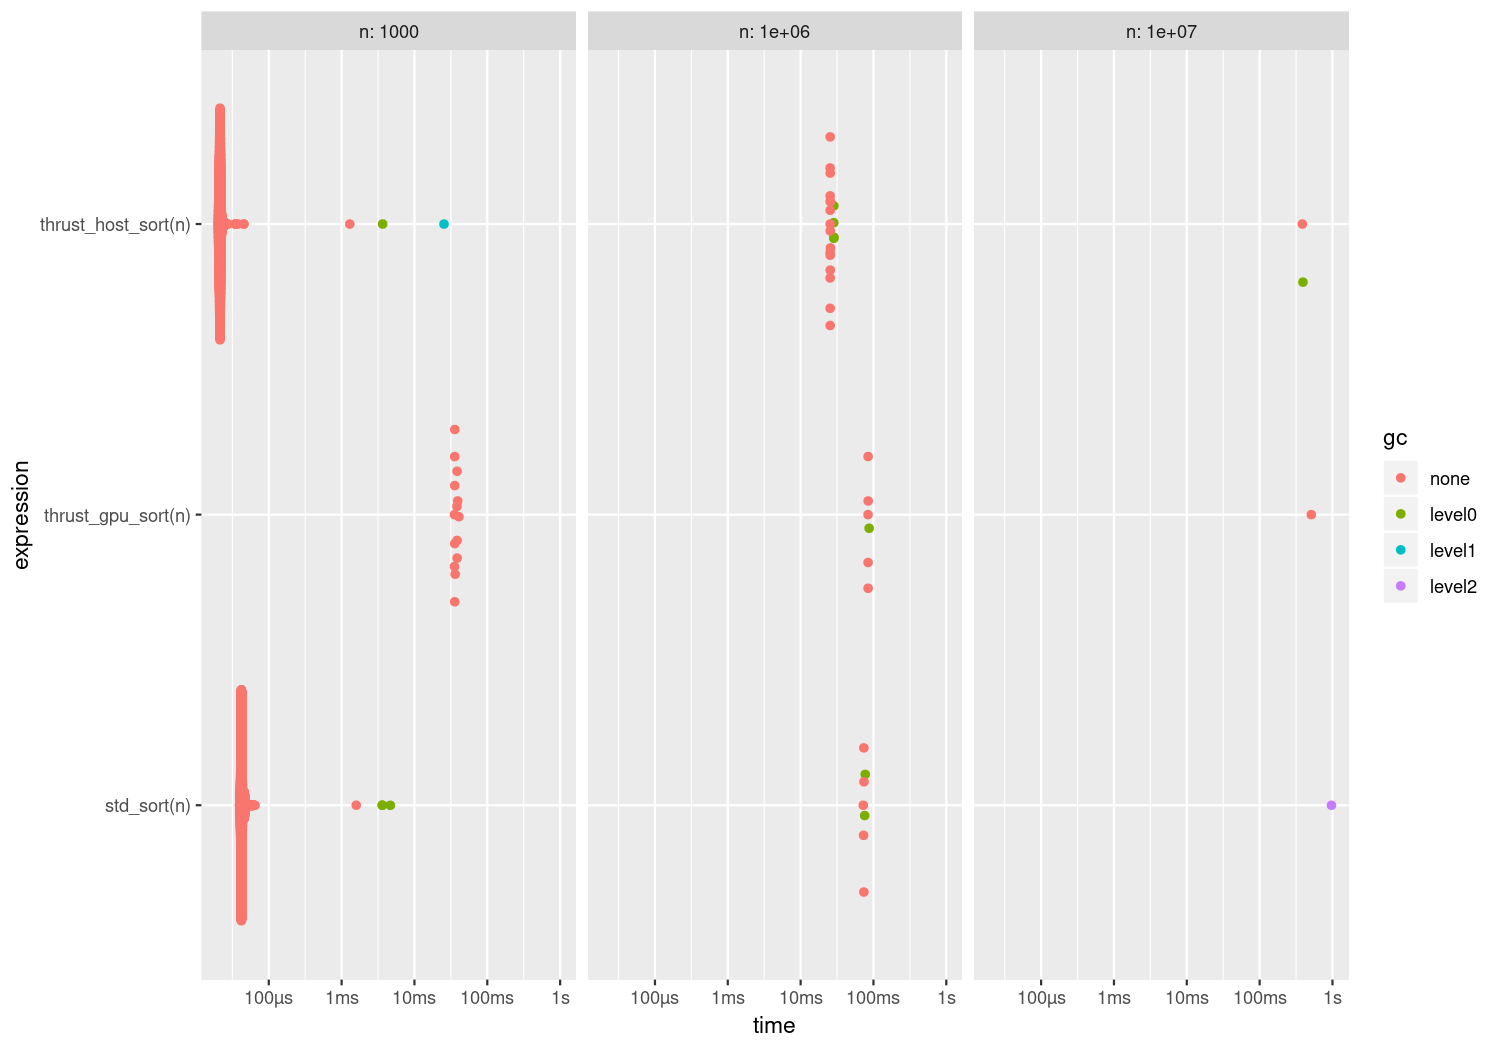 n: 1000
n: 1e+06
n: 1e+07
thrust_host_sort(n)
thrust_gpu_sort(n)
std_sort(n)
expression
100µs 1ms 10ms 100ms 1s
100µs 1ms 10ms 100ms 1s
100µs 1ms 10ms 100ms 1s
time
gc
none
level0
level1
level2